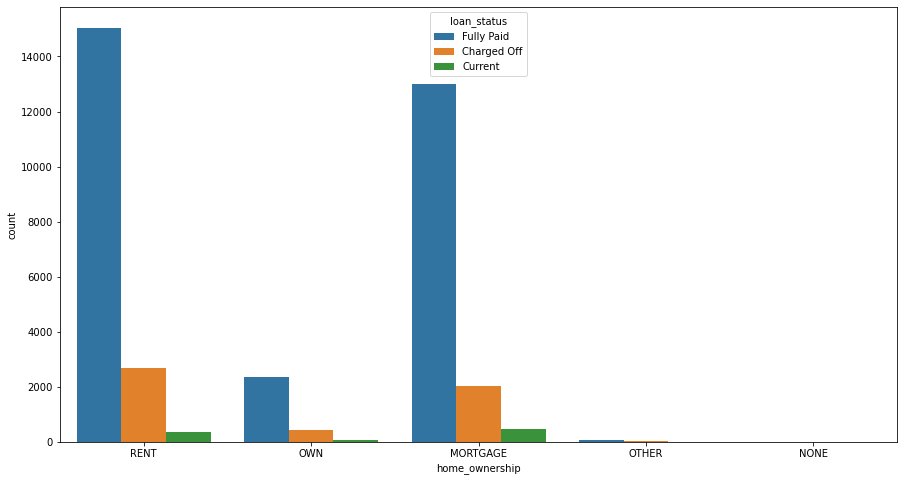 loan_status
Fully Paid
Charged Off
Current
14000
12000
10000
8000
6000
4000
2000
0
count
RENT OWN MORTGAGE OTHER NONE
home_ownership